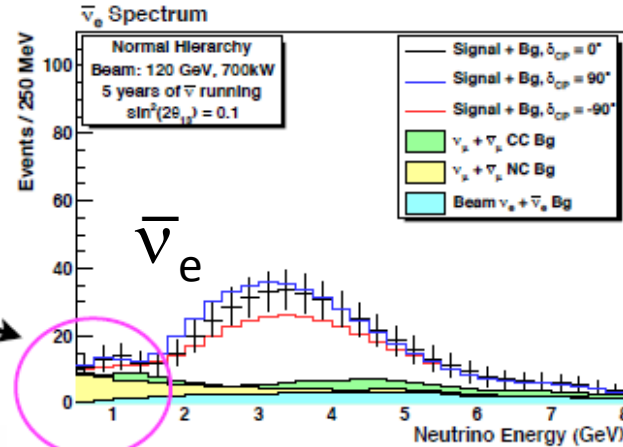 ν̅e Spectrum
Normal Hierarchy
Beam: 120 GeV, 700kW
5 years of ν̅ running
sin²(2θ₁₃) = 0.1
Signal + Bg, δCP = 0°
Signal + Bg, δCP = 90°
Signal + Bg, δCP = -90°
νμ + ν̅μ CC Bg
νμ + ν̅μ NC Bg
Beam νe + ν̅e Bg
Events / 250 MeV
100
80
60
40
20
0
ν̅e
1 2 3 4 5 6 7 8
Neutrino Energy (GeV)